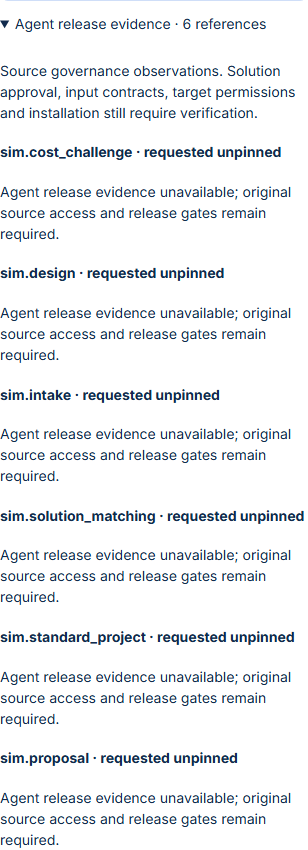 ▼ Agent release evidence · 6 references
Source governance observations. Solution
approval, input contracts, target permissions
and installation still require verification.
sim.cost_challenge · requested unpinned
Agent release evidence unavailable; original
source access and release gates remain
required.
sim.design · requested unpinned
Agent release evidence unavailable; original
source access and release gates remain
required.
sim.intake · requested unpinned
Agent release evidence unavailable; original
source access and release gates remain
required.
sim.solution_matching · requested unpinned
Agent release evidence unavailable; original
source access and release gates remain
required.
sim.standard_project · requested unpinned
Agent release evidence unavailable; original
source access and release gates remain
required.
sim.proposal · requested unpinned
Agent release evidence unavailable; original
source access and release gates remain
required.